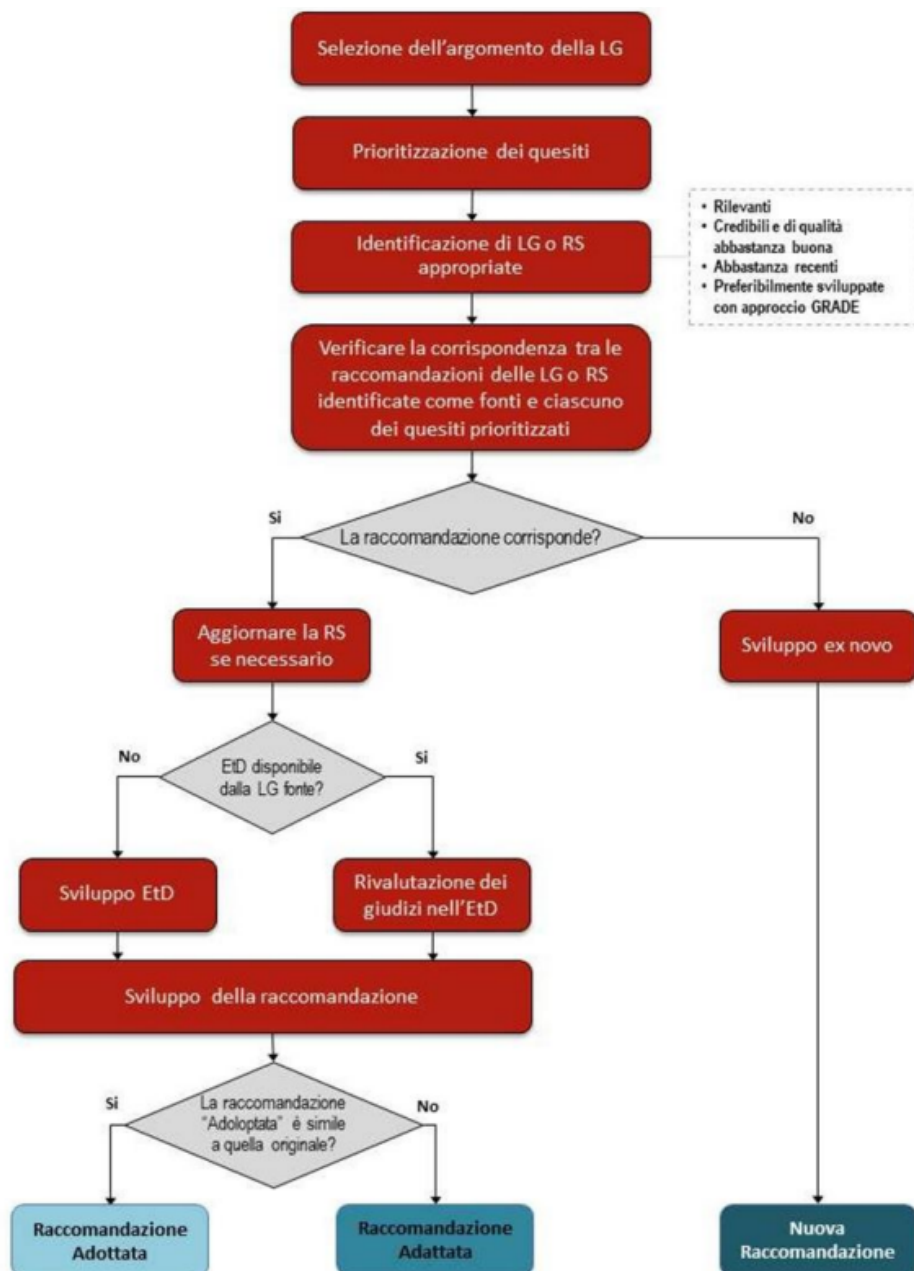 Selezione dell'argomento della LG
Prioritizzazione dei quesiti
Identificazione di LG o RS
appropriate
• Rilevanti
• Credibili e di qualità
abbastanza buona
• Abbastanza recenti
• Preferibilmente sviluppate
con approccio GRADE
Verificare la corrispondenza tra le
raccomandazioni delle LG o RS
identificate come fonti e ciascuno
dei quesiti prioritizzati
Si
La raccomandazione corrisponde?
No
Aggiornare la RS
se necessario
Sviluppo ex novo
No
EtD disponibile
dalla LG fonte?
Si
Sviluppo EtD
Rivalutazione dei
giudizi nell'EtD
Sviluppo della raccomandazione
Si
La raccomandazione
"Adoloptata" è simile
a quella originale?
No
Raccomandazione
Adottata
Raccomandazione
Adattata
Nuova
Raccomandazione